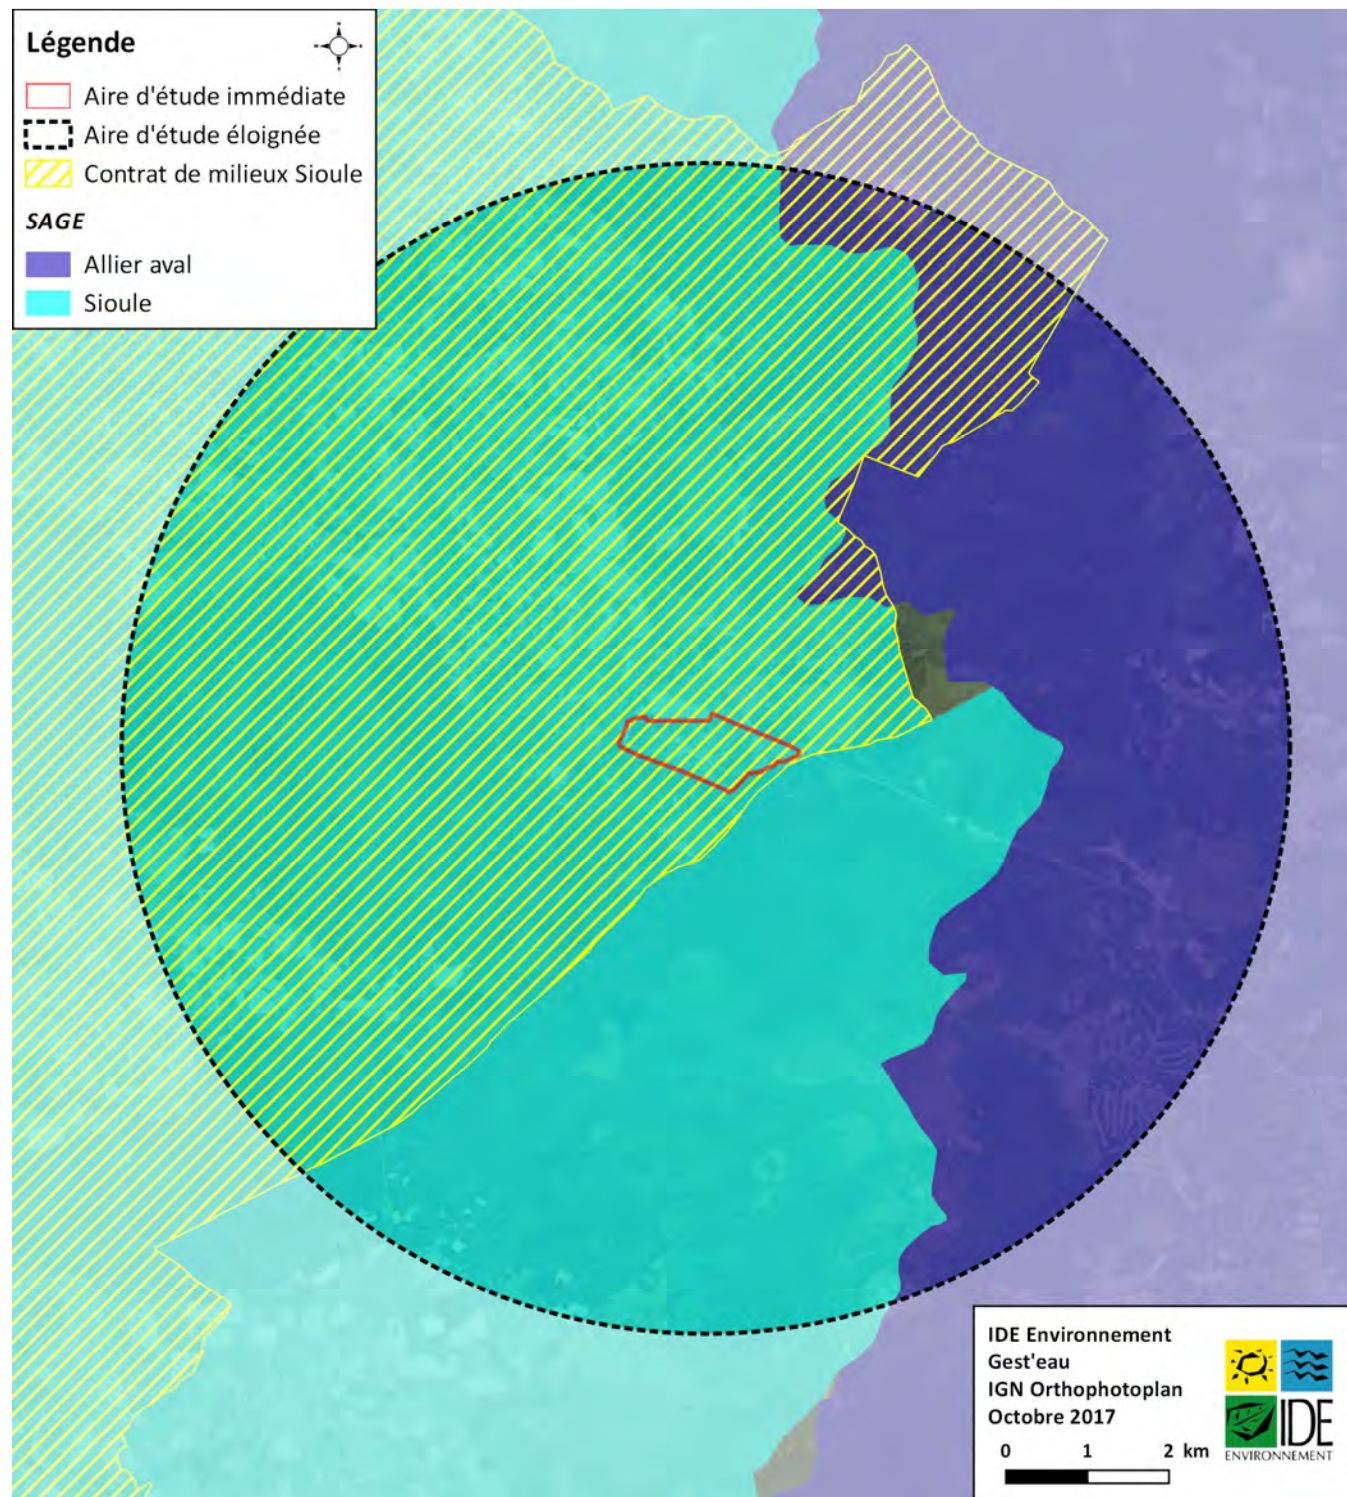 Légende
Aire d'étude immédiate
Aire d'étude éloignée
Contrat de milieux Sioule
SAGE
Allier aval
Sioule
IDE Environnement
Gest'eau
IGN Orthophotoplan
Octobre 2017
0 1 2 km
IDE
ENVIRONNEMENT